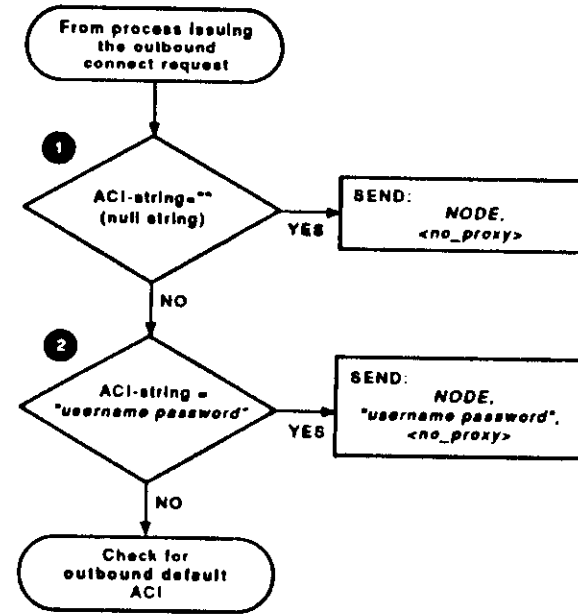 From process issuing
the outbound
connect request
1
ACI-string=""
(null string)
YES
SEND:
NODE,
<no_proxy>
NO
2
ACI-string =
"username password"
YES
SEND:
NODE,
"username password",
<no_proxy>
NO
Check for
outbound default
ACI